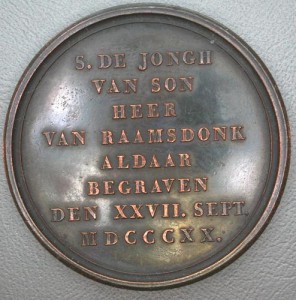 S. DE JONGH
VAN SON
HEER
VAN RAAMSDONK
ALDAAR
BEGRAVEN
DEN XXVII. SEPT.
MDCCCXX.